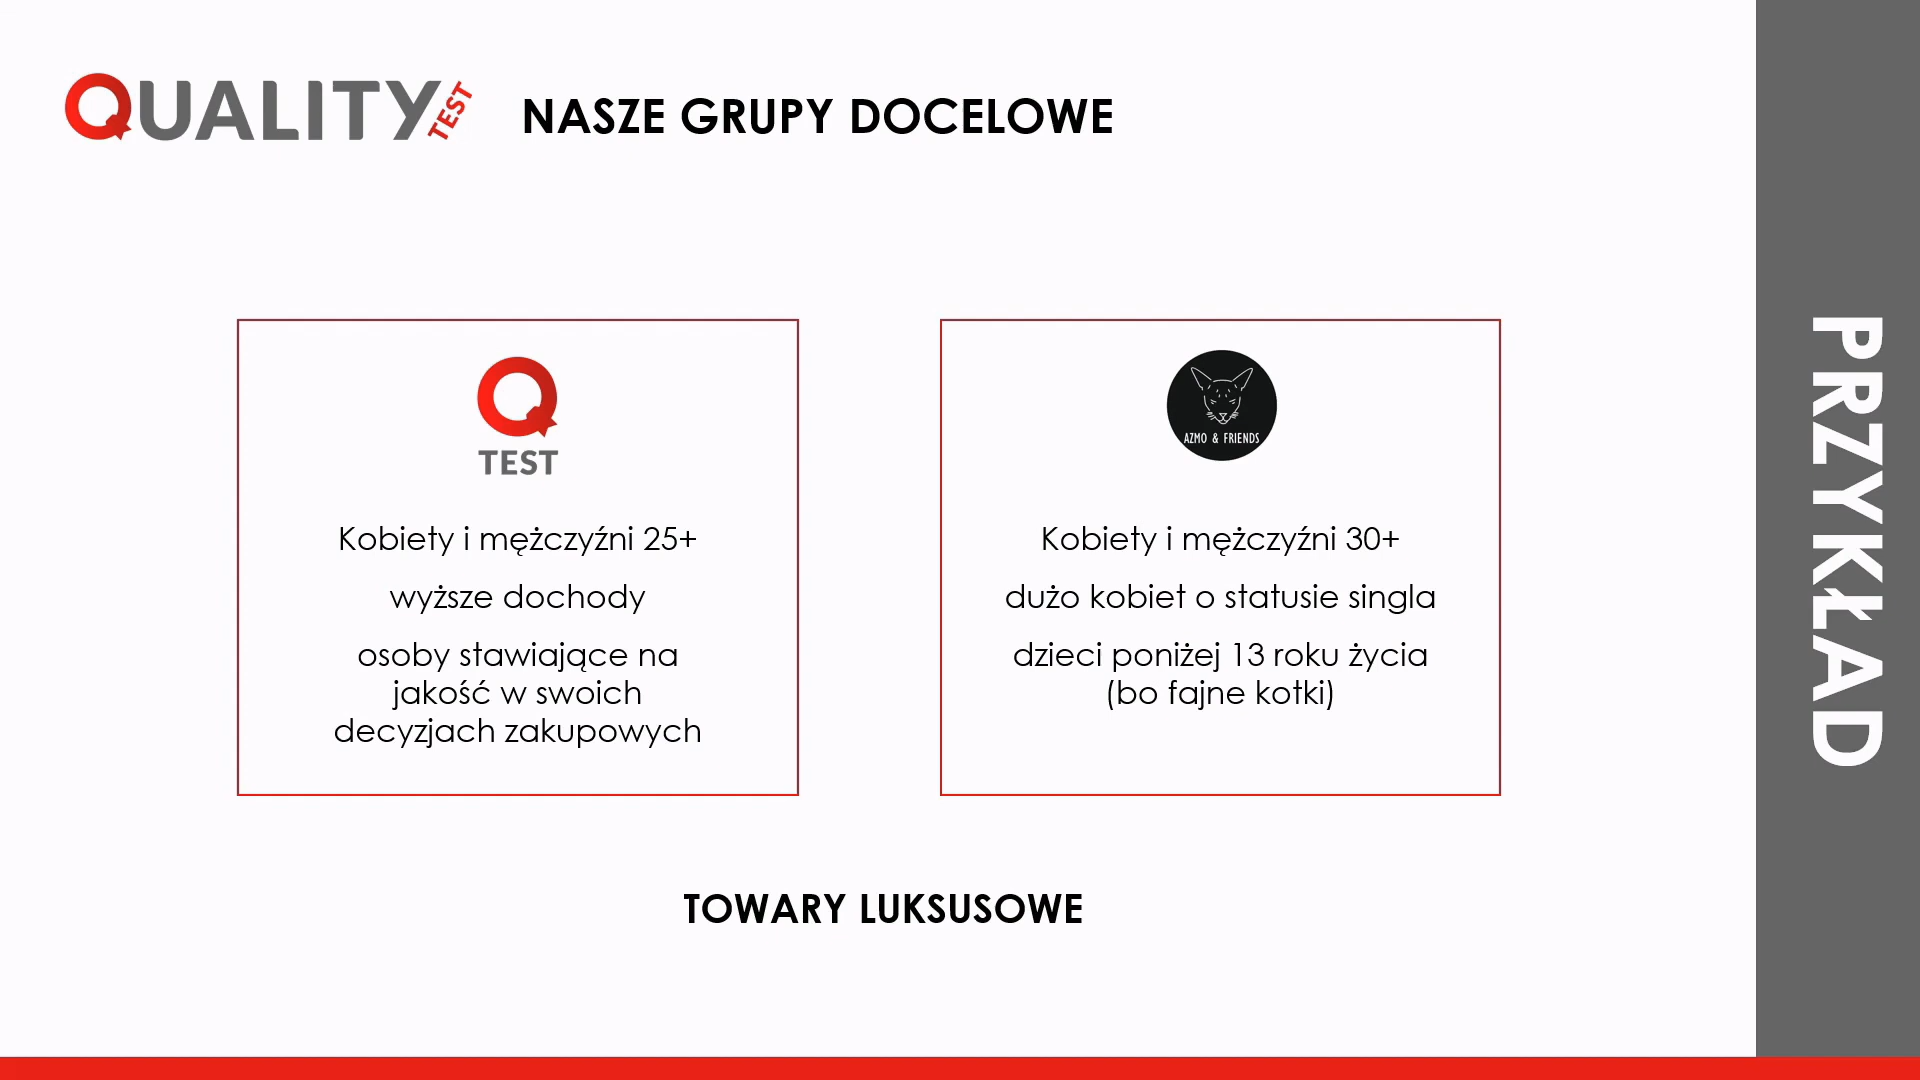 QUALITY TEST
NASZE GRUPY DOCELOWE
TEST
Kobiety i mężczyźni 25+
wyższe dochody
osoby stawiające na
jakość w swoich
decyzjach zakupowych
AZMO & FRIENDS
Kobiety i mężczyźni 30+
dużo kobiet o statusie singla
dzieci poniżej 13 roku życia
(bo fajne kotki)
TOWARY LUKSUSOWE
PRZYKŁAD